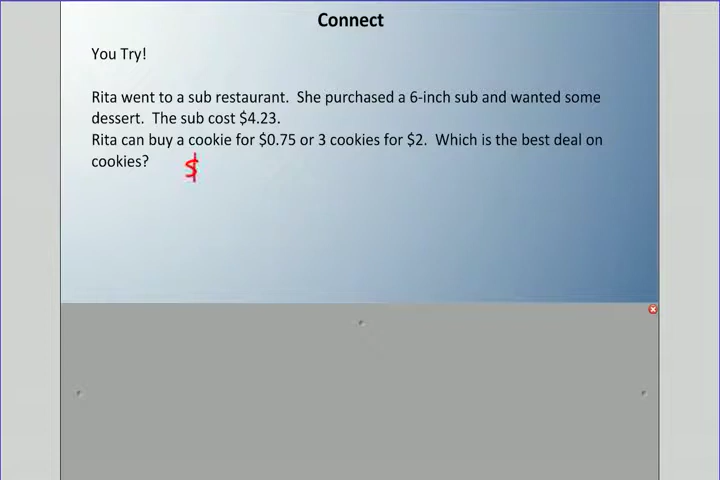 Connect
You Try!
Rita went to a sub restaurant.  She purchased a 6-inch sub and wanted some
dessert.  The sub cost $4.23.
Rita can buy a cookie for $0.75 or 3 cookies for $2.  Which is the best deal on
cookies?
$